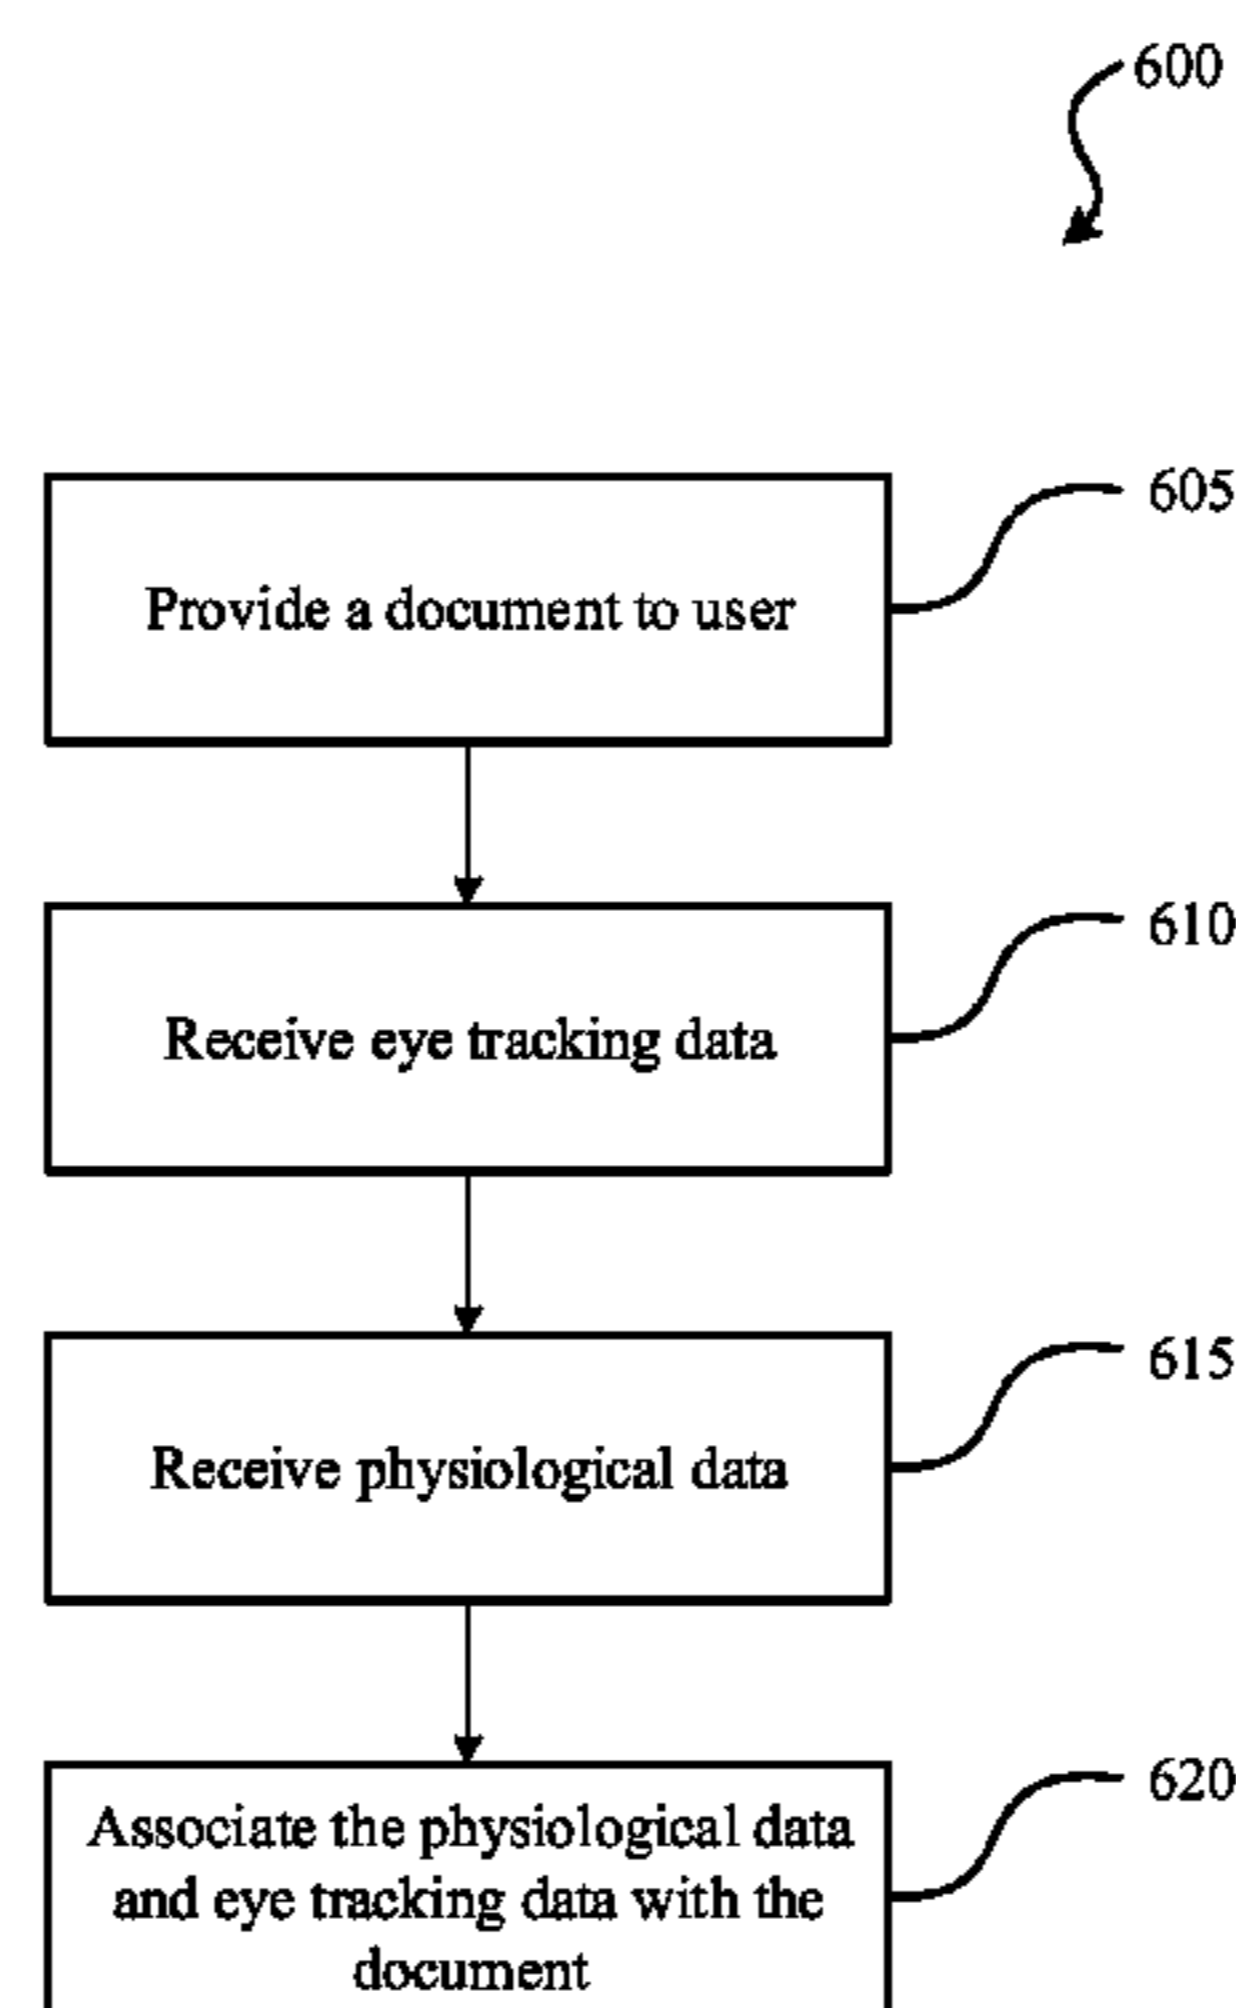 600
605
Provide a document to user
610
Receive eye tracking data
615
Receive physiological data
620
Associate the physiological data
and eye tracking data with the
document